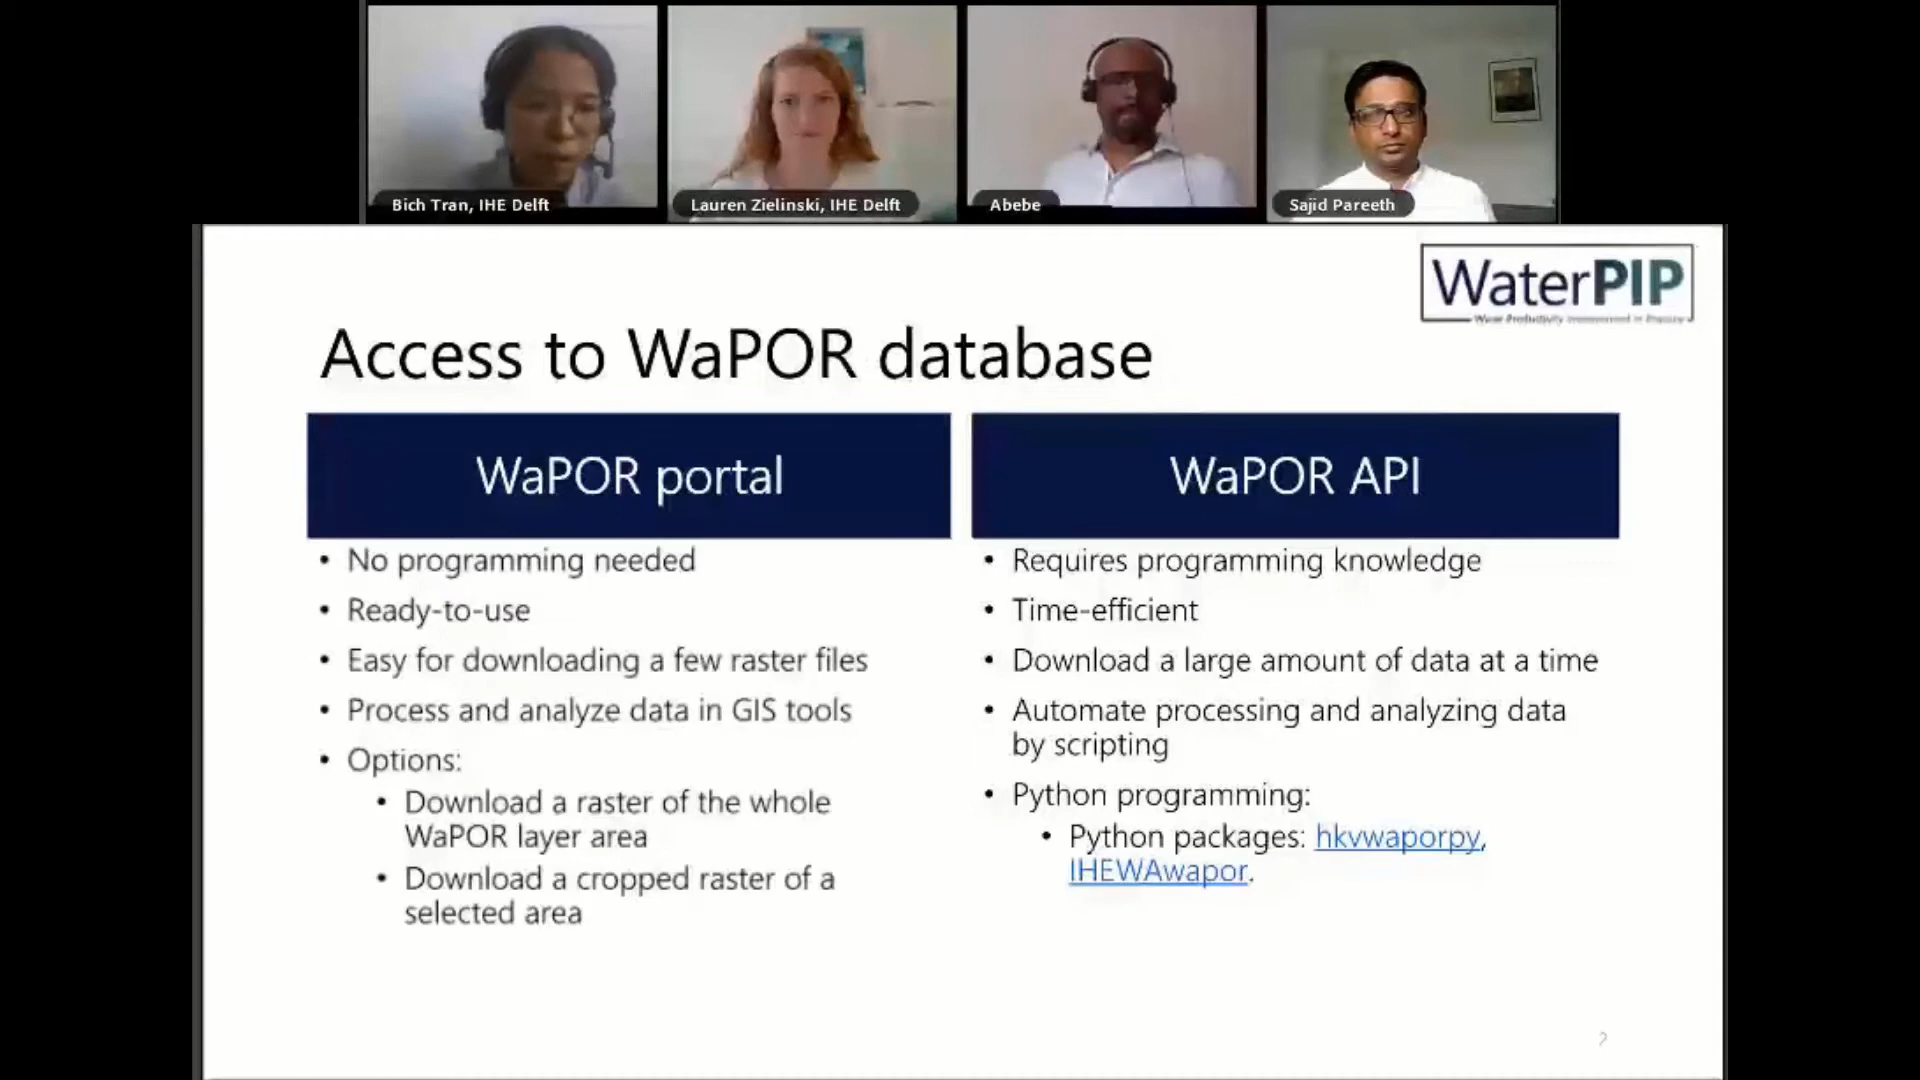 Bich Tran, IHE Delft
Lauren Zielinski, IHE Delft
Abebe
Sajid Pareeth
WaterPIP
Access to WaPOR database
WaPOR portal
• No programming needed
• Ready-to-use
• Easy for downloading a few raster files
• Process and analyze data in GIS tools
• Options:
• Download a raster of the whole
WaPOR layer area
• Download a cropped raster of a
selected area
WaPOR API
• Requires programming knowledge
• Time-efficient
• Download a large amount of data at a time
• Automate processing and analyzing data
by scripting
• Python programming:
• Python packages: hkvwaporpy,
IHEWAwapor.
2